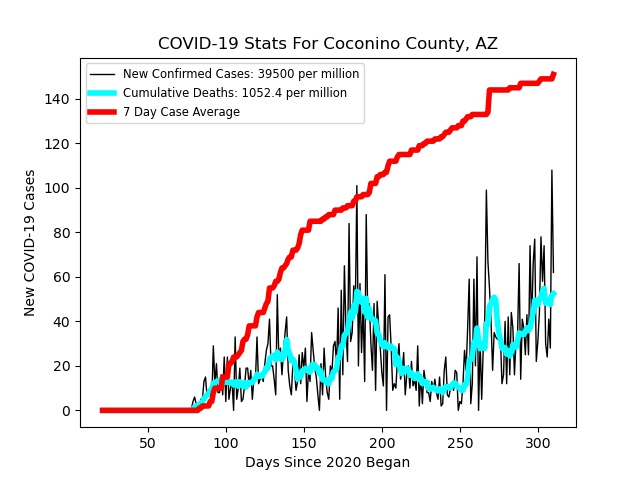 COVID-19 Stats For Coconino County, AZ
New Confirmed Cases: 39500 per million
Cumulative Deaths: 1052.4 per million
7 Day Case Average
New COVID-19 Cases
140
120
100
80
60
40
20
0
50 100 150 200 250 300
Days Since 2020 Began